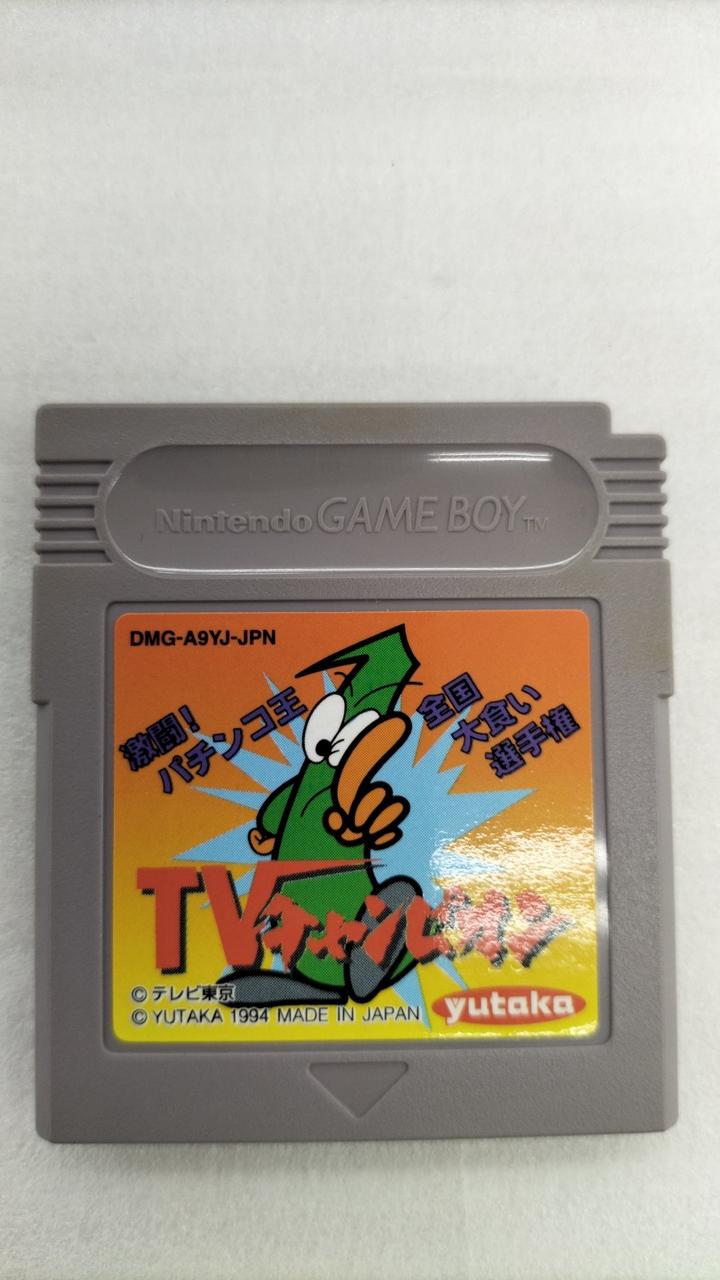 Nintendo GAME BOY TM
DMG-A9YJ-JPN
激闘!
パチンコ王
全国
大食い
選手権
TVチャンピオン
© テレビ東京
© YUTAKA 1994 MADE IN JAPAN
yutaka